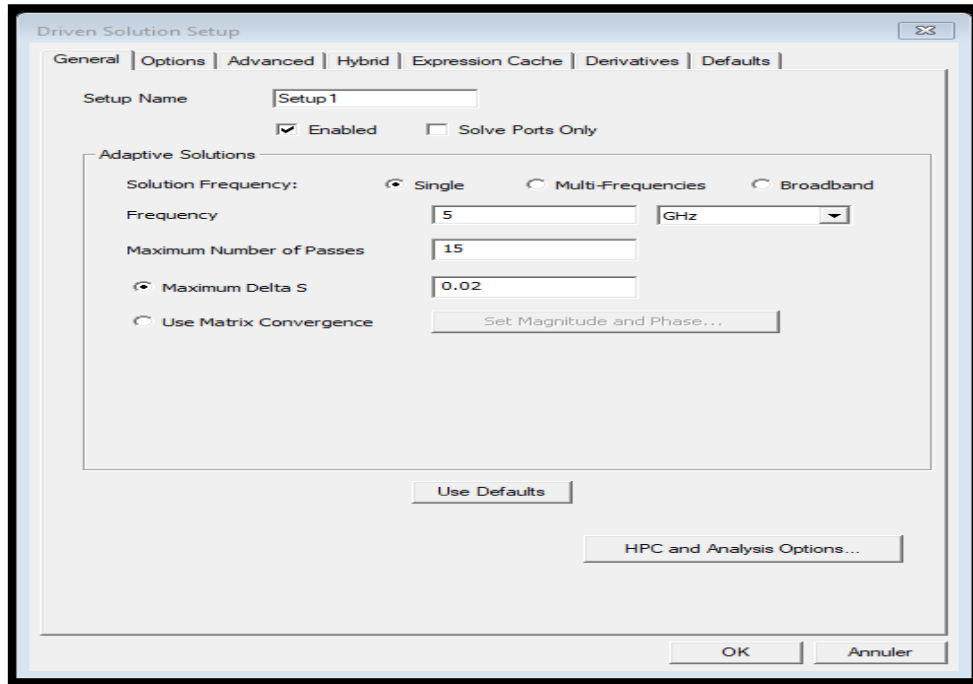 Driven Solution Setup
General Options Advanced Hybrid Expression Cache Derivatives Defaults
Setup Name Setup1
Enabled Solve Ports Only
Adaptive Solutions
Solution Frequency: Single Multi-Frequencies Broadband
Frequency 5 GHz
Maximum Number of Passes 15
Maximum Delta S 0.02
Use Matrix Convergence Set Magnitude and Phase...
Use Defaults
HPC and Analysis Options...
OK Annuler